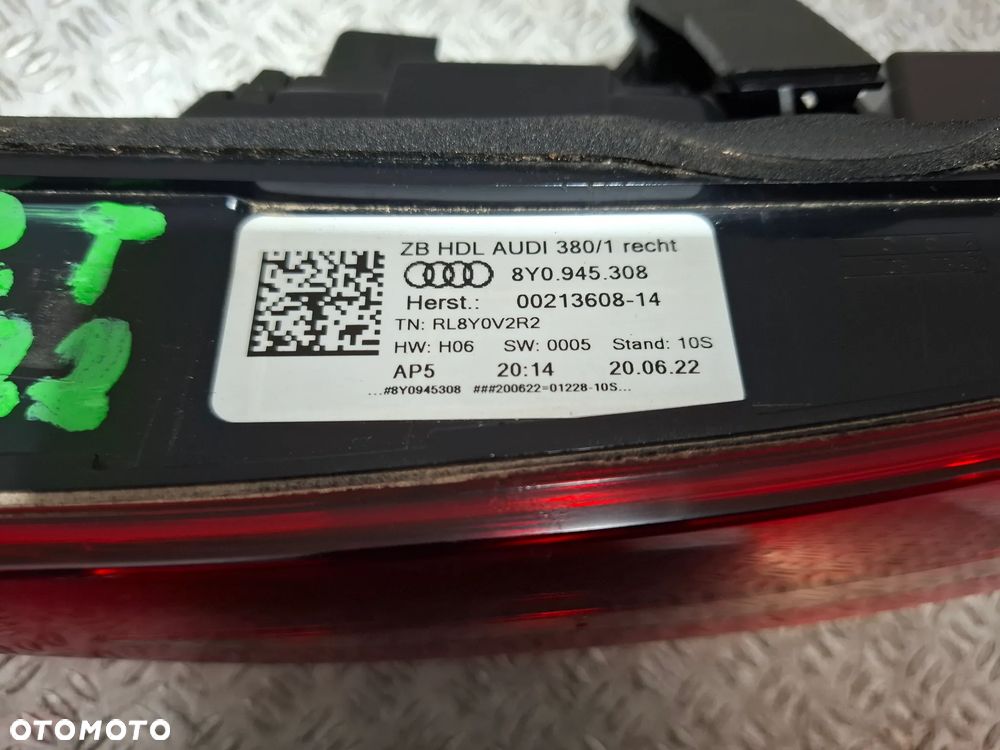 ZB HDL AUDI 380/1 recht
8Y0.945.308
Herst.: 00213608-14
TN: RL8Y0V2R2
HW: H06 SW: 0005 Stand: 10S
AP5 20:14 20.06.22
...#8Y0945308 ###200622=01228-10S...
OTOMOTO